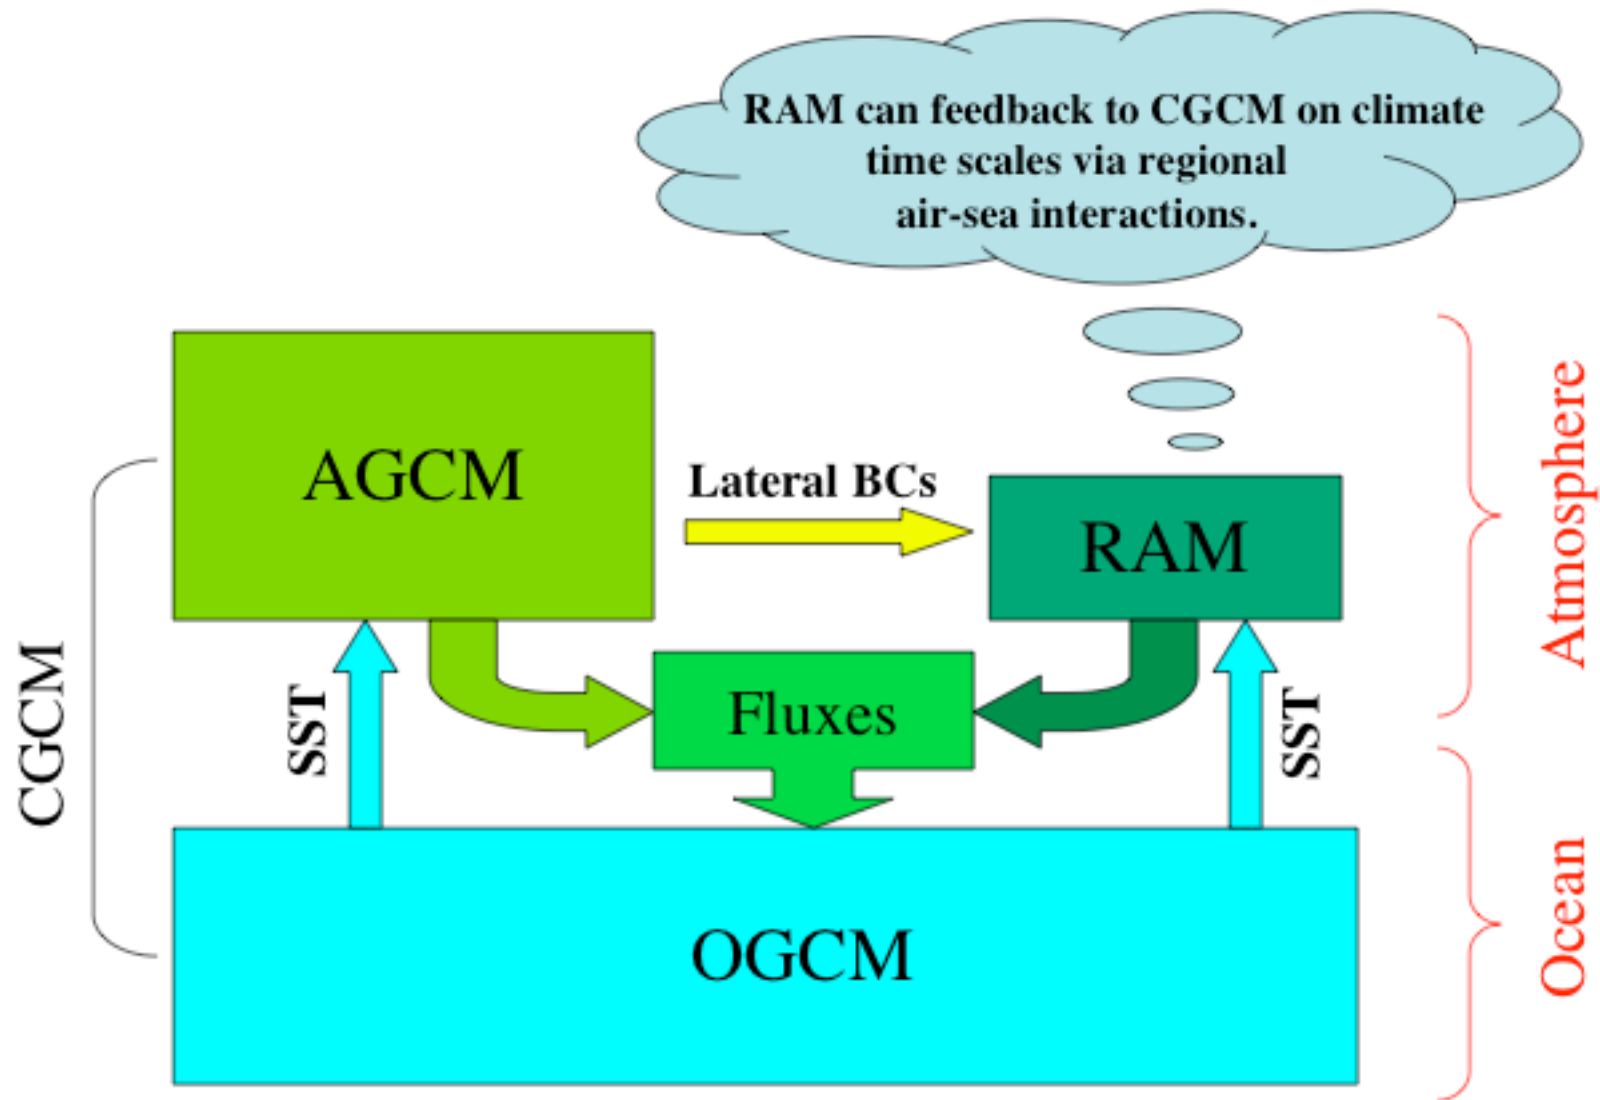 RAM can feedback to CGCM on climate
time scales via regional
air-sea interactions.
AGCM
Lateral BCs
RAM
Atmosphere
CGCM
SST
Fluxes
SST
OGCM
Ocean